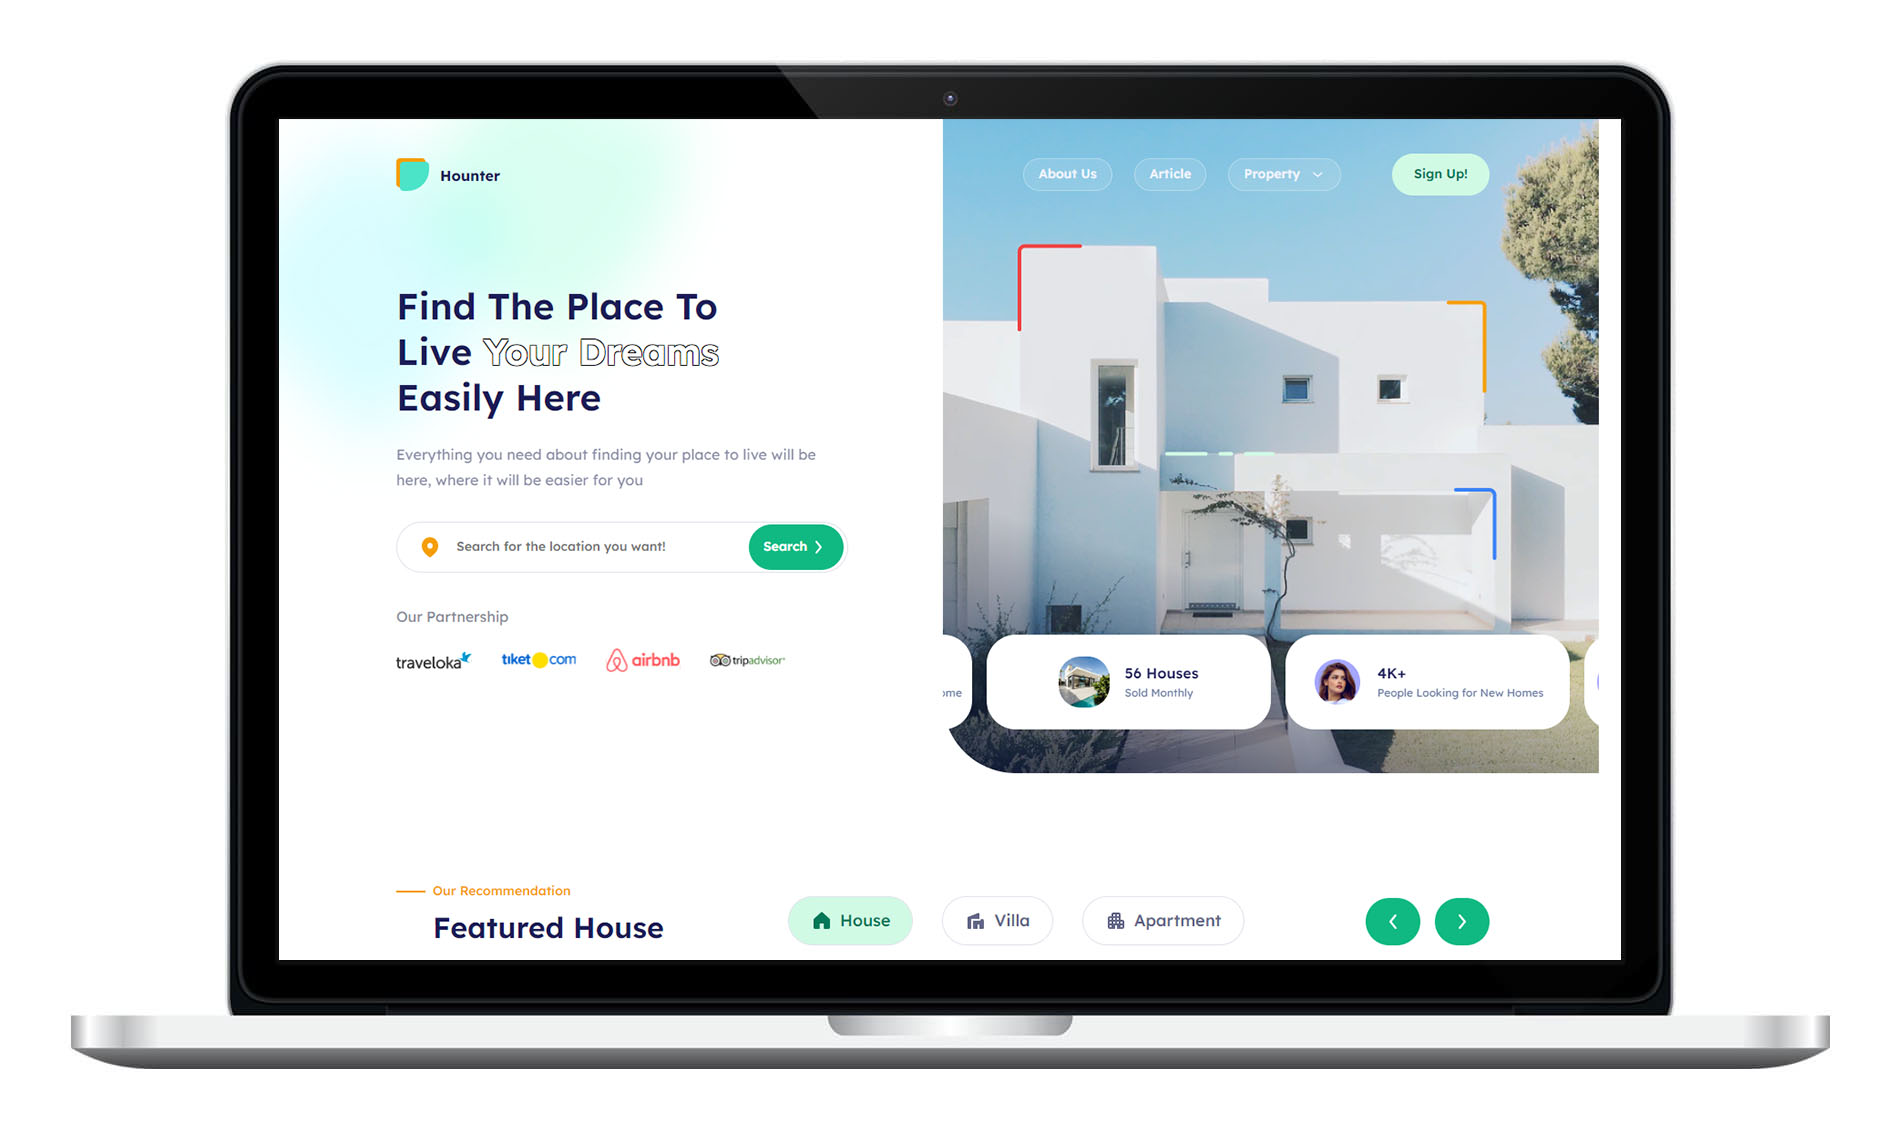 Hounter
About Us
Article
Property
Sign Up!
Find The Place To
Live Your Dreams
Easily Here
Everything you need about finding your place to live will be
here, where it will be easier for you
Search for the location you want!
Search
Our Partnership
traveloka
tiket.com
airbnb
tripadvisor
56 Houses
Sold Monthly
4K+
People Looking for New Homes
Our Recommendation
Featured House
House
Villa
Apartment